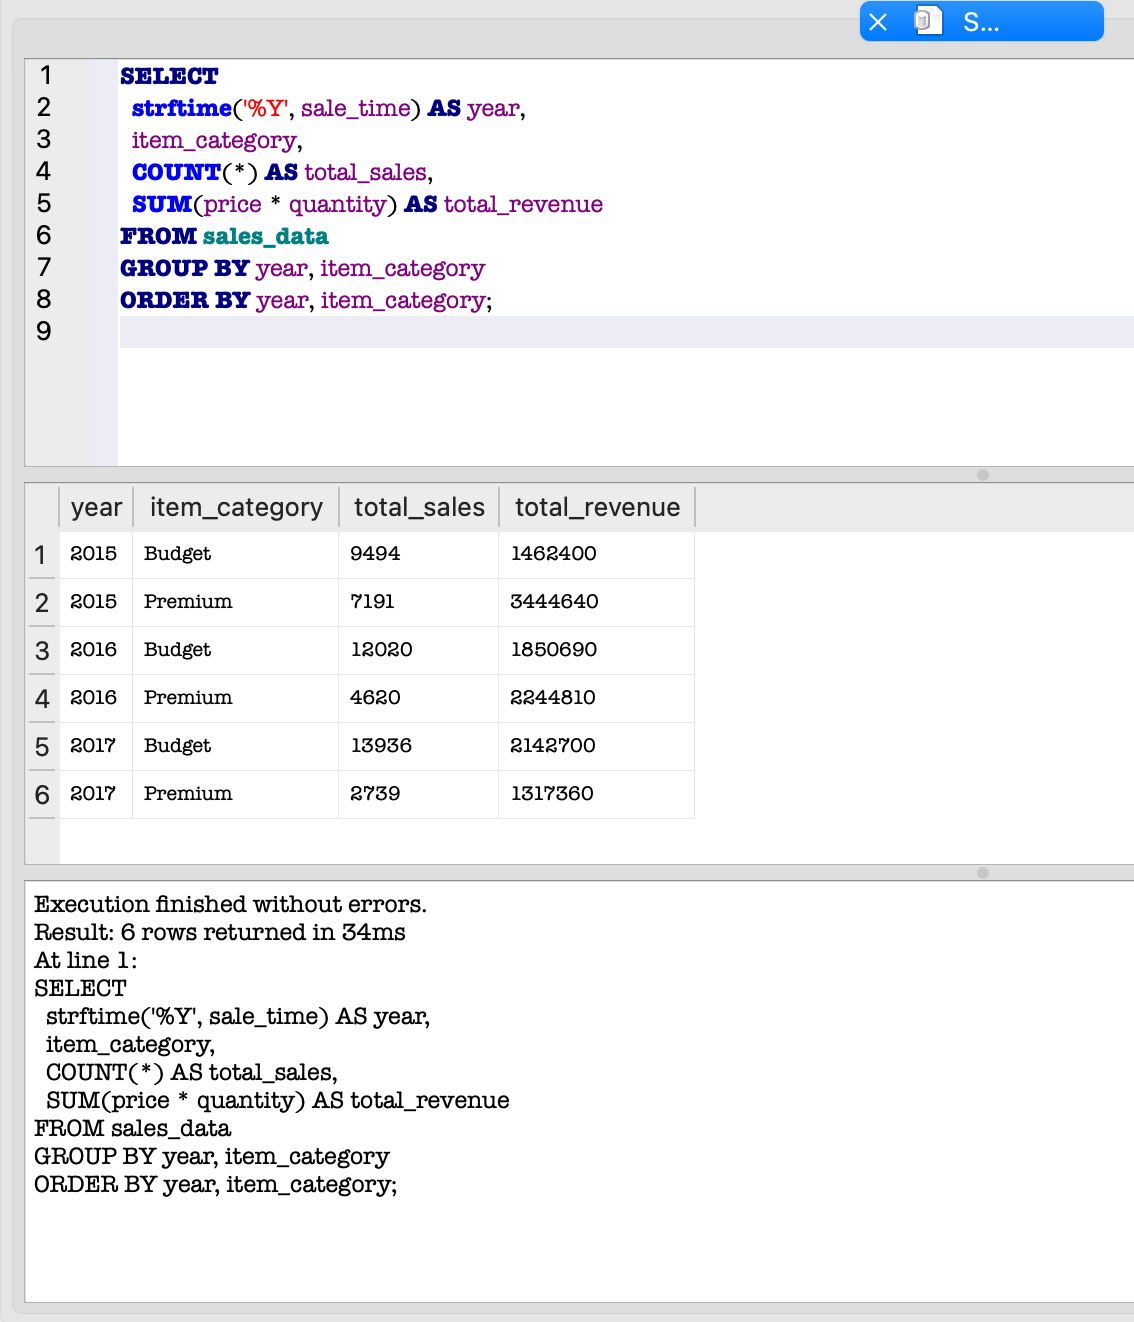 S...
1 SELECT
2 strftime('%Y', sale_time) AS year,
3 item_category,
4 COUNT(*) AS total_sales,
5 SUM(price * quantity) AS total_revenue
6 FROM sales_data
7 GROUP BY year, item_category
8 ORDER BY year, item_category;
9
year item_category total_sales total_revenue
1 2015 Budget 9494 1462400
2 2015 Premium 7191 3444640
3 2016 Budget 12020 1850690
4 2016 Premium 4620 2244810
5 2017 Budget 13936 2142700
6 2017 Premium 2739 1317360
Execution finished without errors.
Result: 6 rows returned in 34ms
At line 1:
SELECT
strftime('%Y', sale_time) AS year,
item_category,
COUNT(*) AS total_sales,
SUM(price * quantity) AS total_revenue
FROM sales_data
GROUP BY year, item_category
ORDER BY year, item_category;